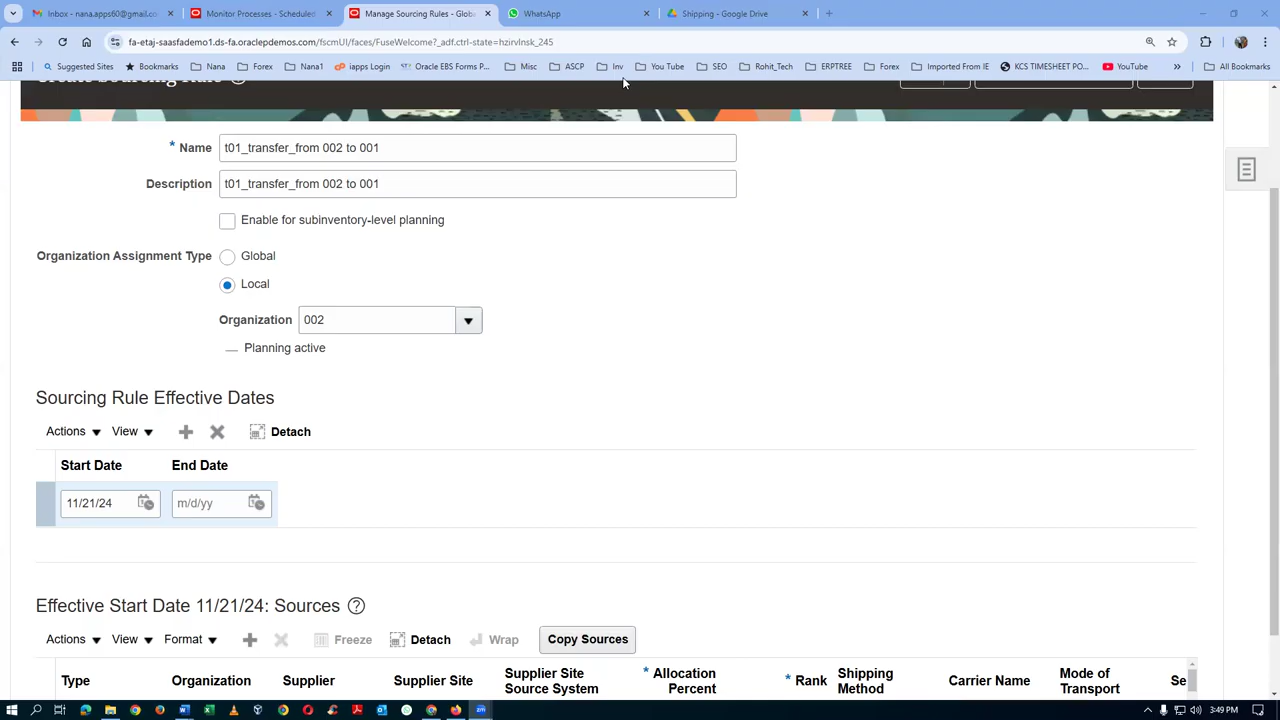 Inbox - nana.apps60@gmail.co
Monitor Processes - Scheduled
Manage Sourcing Rules - Globa
WhatsApp
Shipping - Google Drive
fa-etaj-saasfademo1.ds-fa.oraclepdemos.com/fscmUI/faces/FuseWelcome?_adf.ctrl-state=hzirvlnsk_245
Suggested Sites
Bookmarks
Nana
Forex
Nana1
iapps Login
Oracle EBS Forms P...
Misc
ASCP
Inv
You Tube
SEO
Rohit_Tech
ERPTREE
Forex
Imported From IE
KCS TIMESHEET PO...
YouTube
All Bookmarks
Create Sourcing Rule
* Name t01_transfer_from 002 to 001
Description t01_transfer_from 002 to 001
Enable for subinventory-level planning
Organization Assignment Type Global
Local
Organization 002
Planning active
Sourcing Rule Effective Dates
Actions View Detach
Start Date End Date
11/21/24 m/d/yy
Effective Start Date 11/21/24: Sources
Actions View Format Freeze Detach Wrap Copy Sources
Type Organization Supplier Supplier Site Supplier Site Source System * Allocation Percent * Rank Shipping Method Carrier Name Mode of Transport Se
3:49 PM